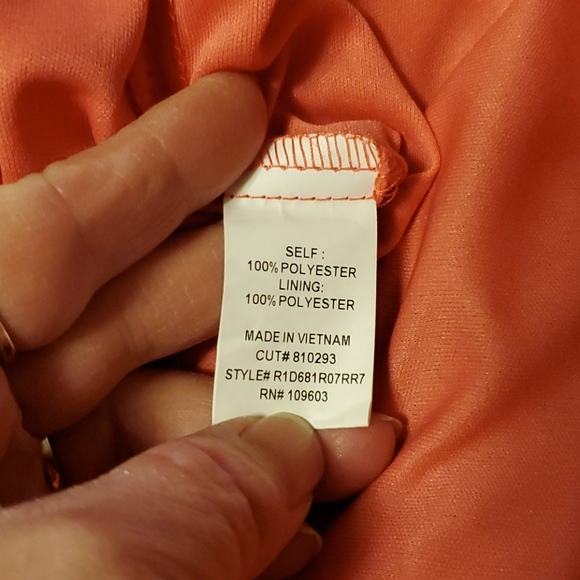 SELF :
100% POLYESTER
LINING:
100% POLYESTER
MADE IN VIETNAM
CUT# 810293
STYLE# R1D681R07RR7
RN# 109603